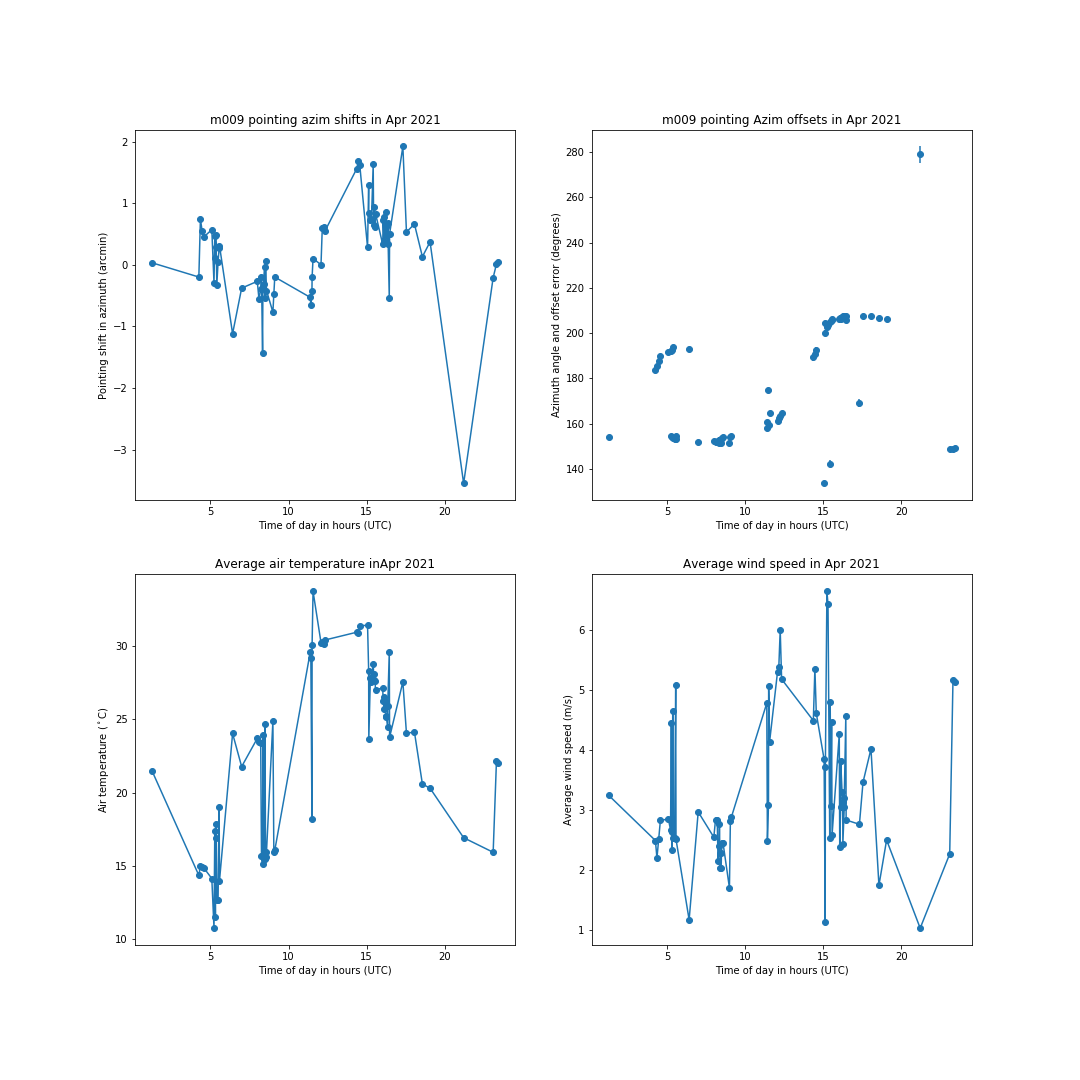 m009 pointing azim shifts in Apr 2021
Pointing shift in azimuth (arcmin)
2
1
0
−1
−2
−3
5 10 15 20
Time of day in hours (UTC)
m009 pointing Azim offsets in Apr 2021
Azimuth angle and offset error (degrees)
280
260
240
220
200
180
160
140
5 10 15 20
Time of day in hours (UTC)
Average air temperature inApr 2021
Air temperature (°C)
30
25
20
15
10
5 10 15 20
Time of day in hours (UTC)
Average wind speed in Apr 2021
Average wind speed (m/s)
6
5
4
3
2
1
5 10 15 20
Time of day in hours (UTC)